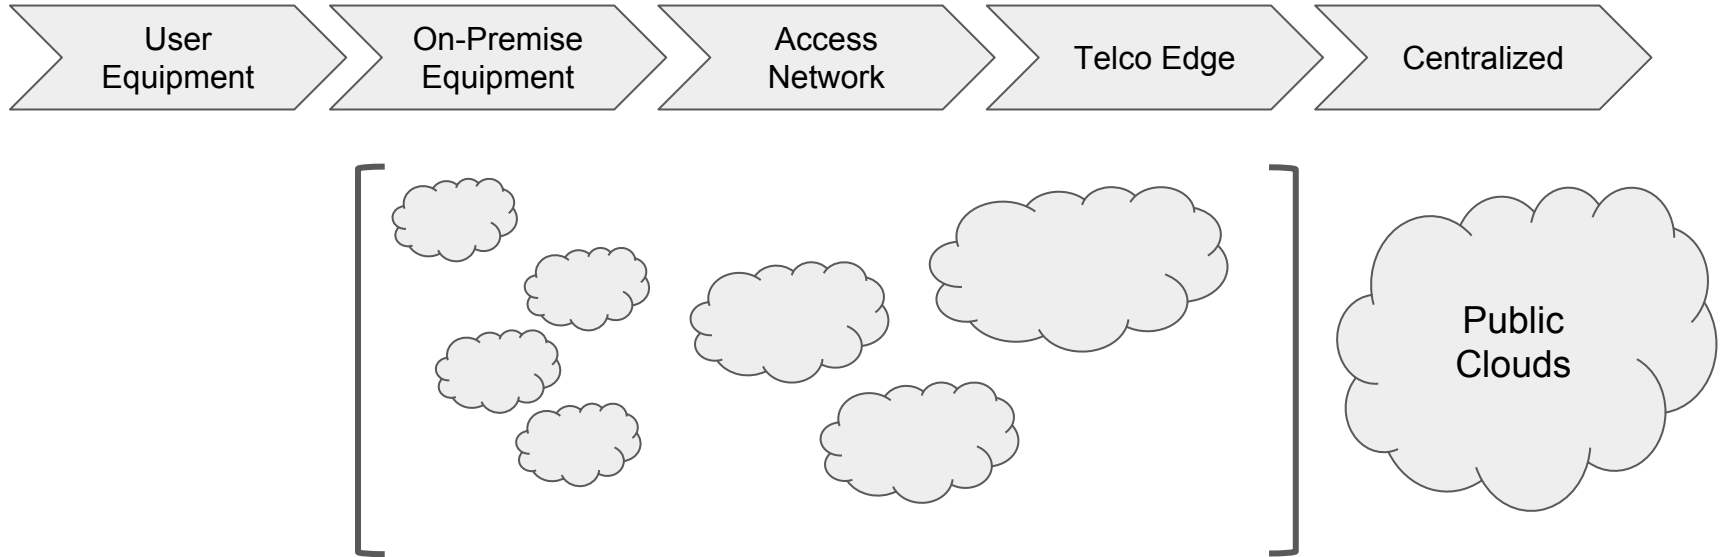 User
Equipment
On-Premise
Equipment
Access
Network
Telco Edge
Centralized
Public
Clouds